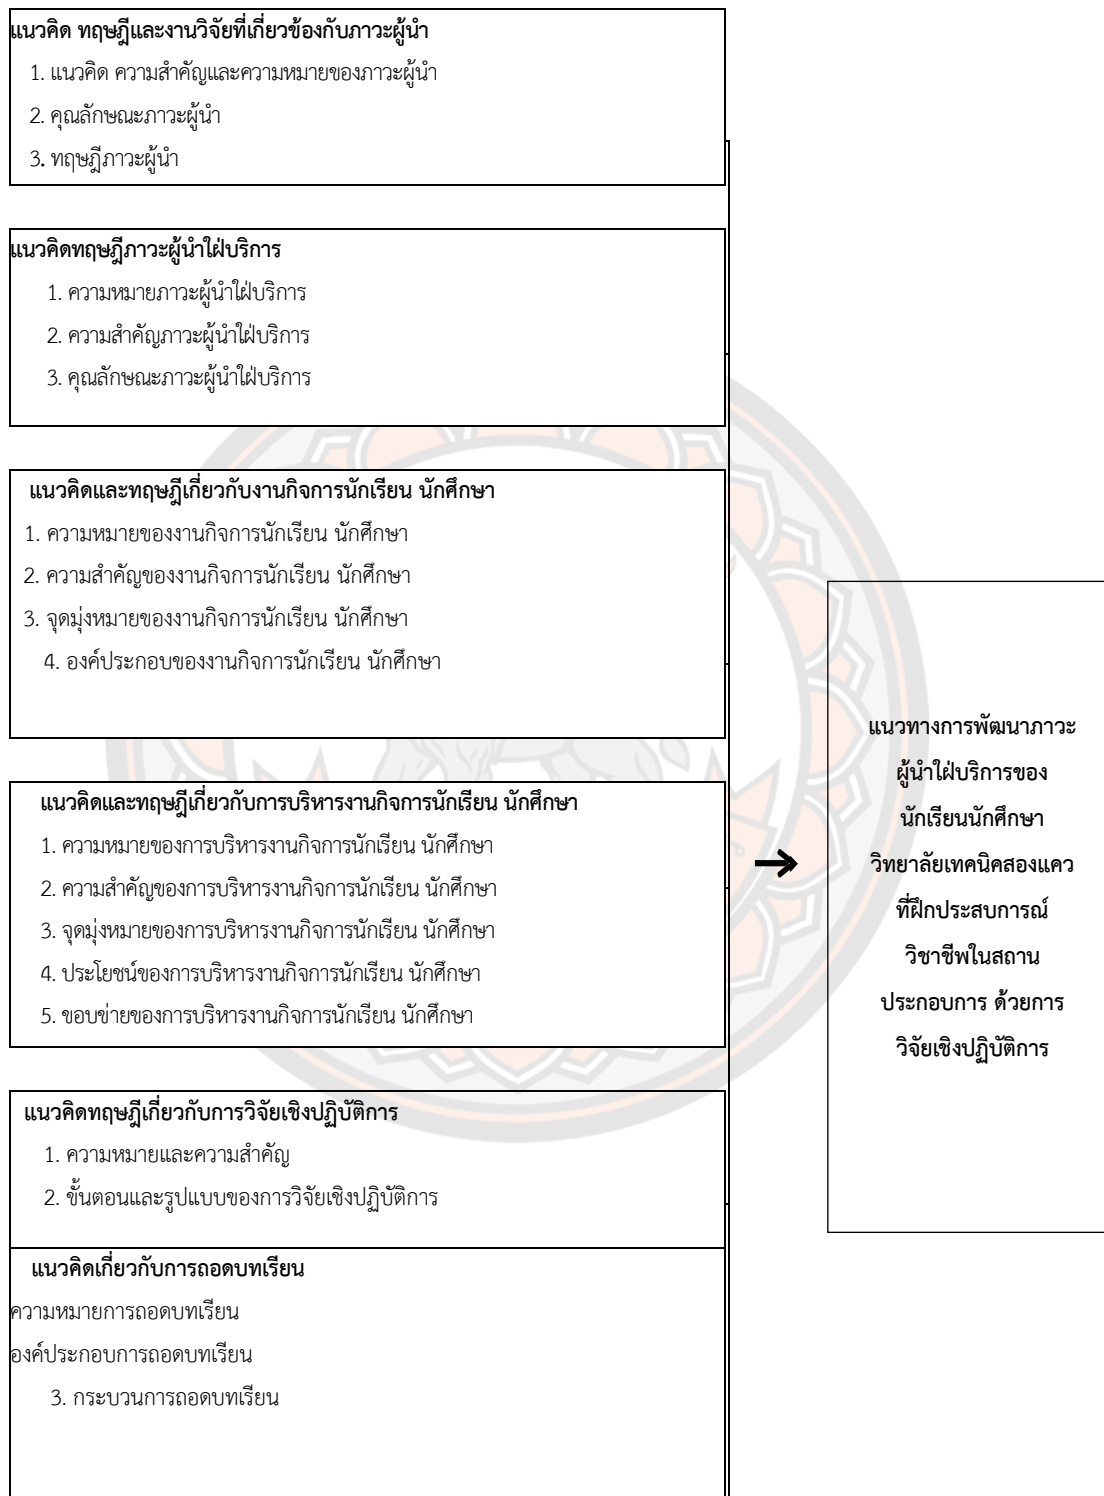 แนวคิด ทฤษฎีและงานวิจัยที่เกี่ยวข้องกับภาวะผู้นำ
1. แนวคิด ความสำคัญและความหมายของภาวะผู้นำ
2. คุณลักษณะภาวะผู้นำ
3. ทฤษฎีภาวะผู้นำ
แนวคิดทฤษฎีภาวะผู้นำใฝ่บริการ
1. ความหมายภาวะผู้นำใฝ่บริการ
2. ความสำคัญภาวะผู้นำใฝ่บริการ
3. คุณลักษณะภาวะผู้นำใฝ่บริการ
แนวคิดและทฤษฎีเกี่ยวกับงานกิจการนักเรียน นักศึกษา
1. ความหมายของงานกิจการนักเรียน นักศึกษา
2. ความสำคัญของงานกิจการนักเรียน นักศึกษา
3. จุดมุ่งหมายของงานกิจการนักเรียน นักศึกษา
4. องค์ประกอบของงานกิจการนักเรียน นักศึกษา
แนวคิดและทฤษฎีเกี่ยวกับการบริหารงานกิจการนักเรียน นักศึกษา
1. ความหมายของการบริหารงานกิจการนักเรียน นักศึกษา
2. ความสำคัญของการบริหารงานกิจการนักเรียน นักศึกษา
3. จุดมุ่งหมายของการบริหารงานกิจการนักเรียน นักศึกษา
4. ประโยชน์ของการบริหารงานกิจการนักเรียน นักศึกษา
5. ขอบข่ายของการบริหารงานกิจการนักเรียน นักศึกษา
แนวคิดทฤษฎีเกี่ยวกับการวิจัยเชิงปฏิบัติการ
1. ความหมายและความสำคัญ
2. ขั้นตอนและรูปแบบของการวิจัยเชิงปฏิบัติการ
แนวคิดเกี่ยวกับการถอดบทเรียน
ความหมายการถอดบทเรียน
องค์ประกอบการถอดบทเรียน
3. กระบวนการถอดบทเรียน
แนวทางการพัฒนาภาวะ
ผู้นำใฝ่บริการของ
นักเรียนนักศึกษา
วิทยาลัยเทคนิคสองแคว
ที่ฝึกประสบการณ์
วิชาชีพในสถาน
ประกอบการ ด้วยการ
วิจัยเชิงปฏิบัติการ